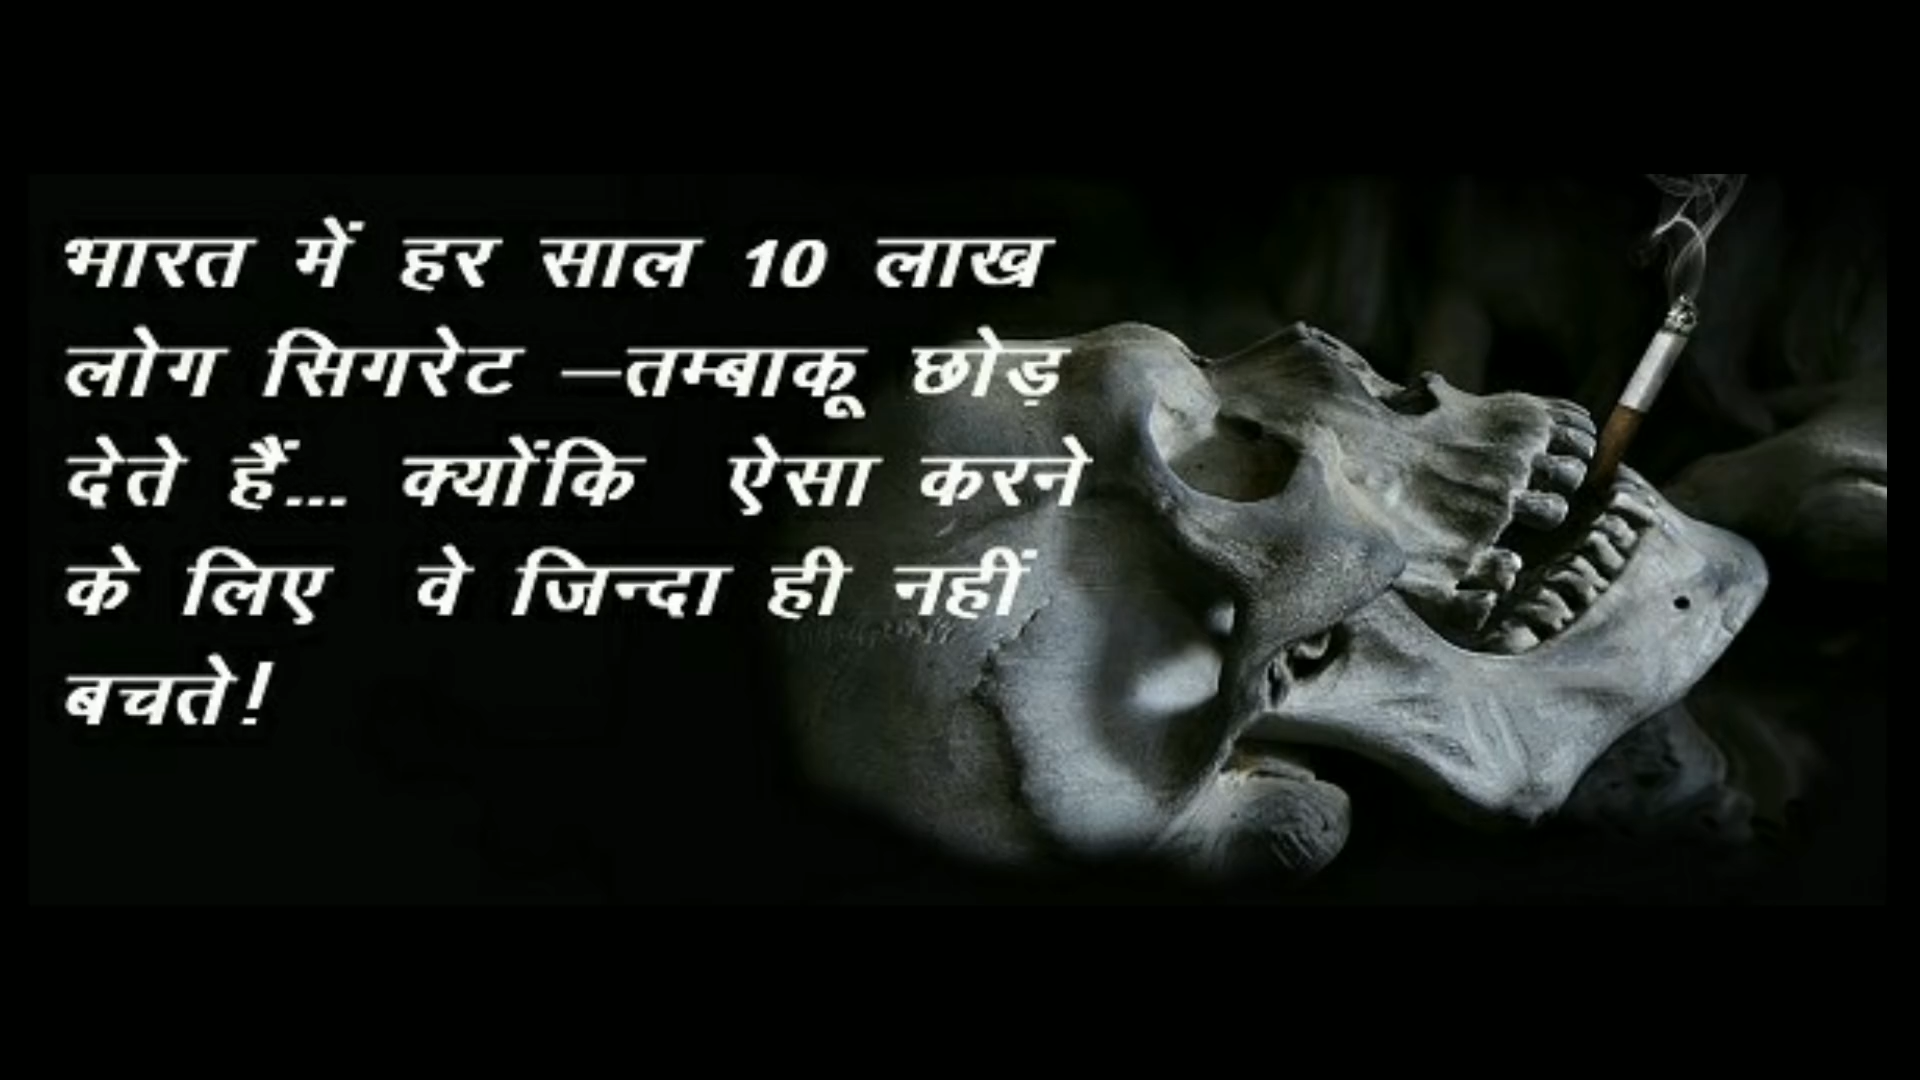 भारत में हर साल 10 लाख
लोग सिगरेट –तम्बाकू छोड़
देते हैं... क्योंकि ऐसा करने
के लिए वे जिन्दा ही नहीं
बचते!